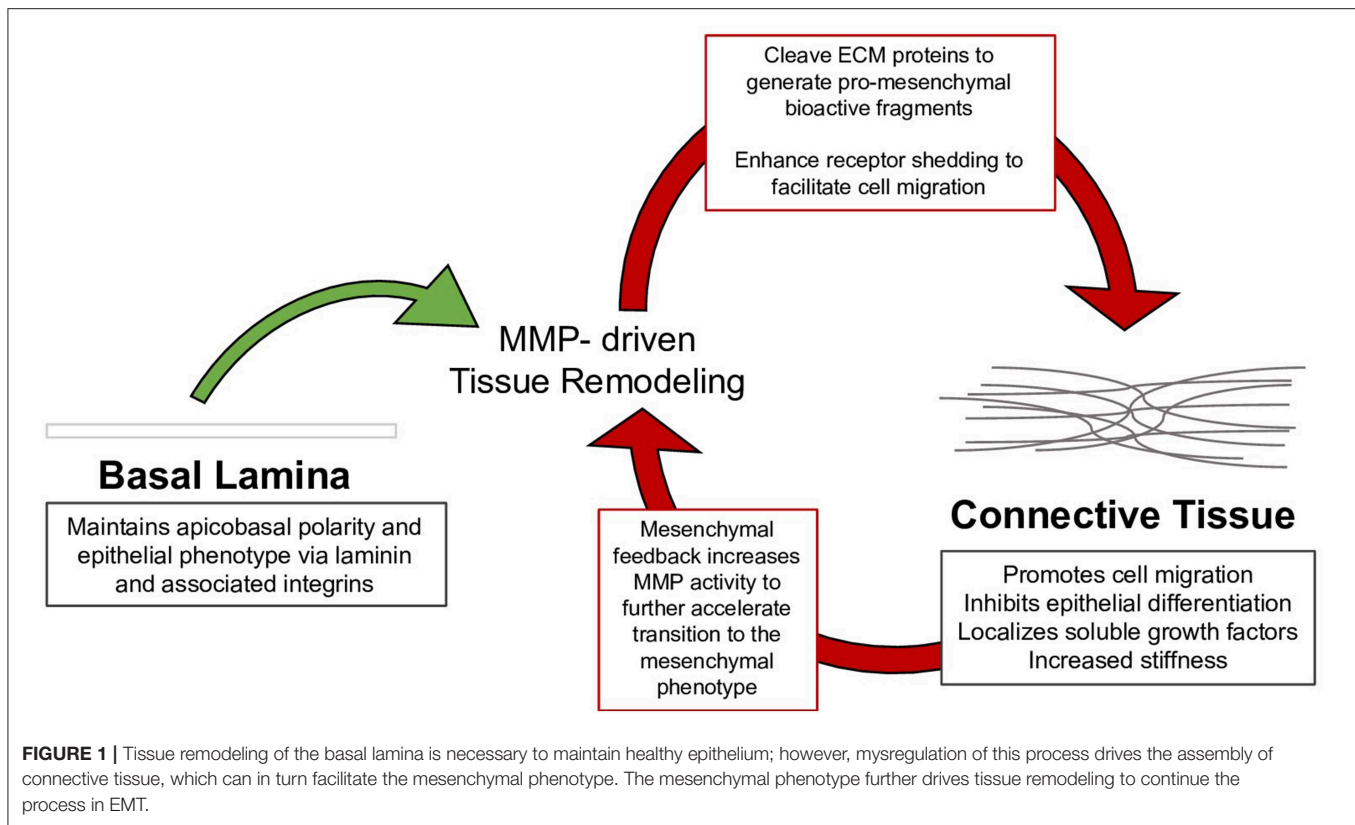 Cleave ECM proteins to
generate pro-mesenchymal
bioactive fragments
Enhance receptor shedding to
facilitate cell migration
MMP- driven
Tissue Remodeling
Basal Lamina
Maintains apicobasal polarity and
epithelial phenotype via laminin
and associated integrins
Mesenchymal
feedback increases
MMP activity to
further accelerate
transition to the
mesenchymal
phenotype
Connective Tissue
Promotes cell migration
Inhibits epithelial differentiation
Localizes soluble growth factors
Increased stiffness
FIGURE 1 | Tissue remodeling of the basal lamina is necessary to maintain healthy epithelium; however, mysregulation of this process drives the assembly of
connective tissue, which can in turn facilitate the mesenchymal phenotype. The mesenchymal phenotype further drives tissue remodeling to continue the
process in EMT.